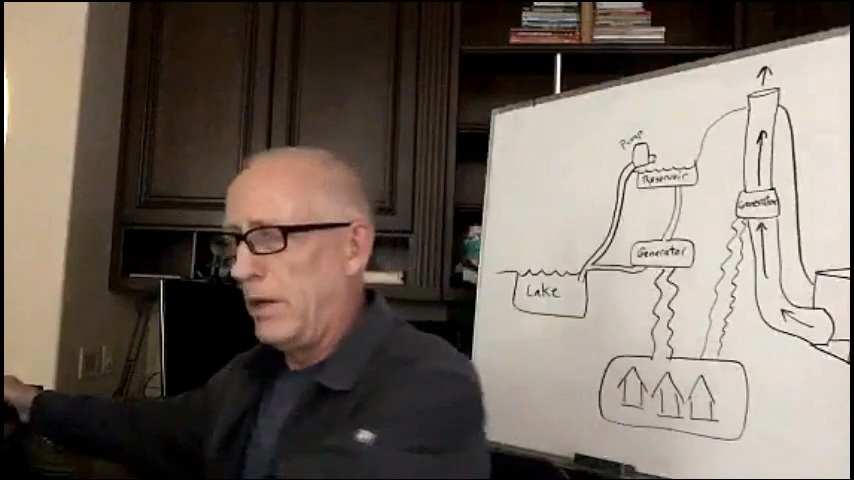 Pump
Reservoir
Generator
Generator
Lake